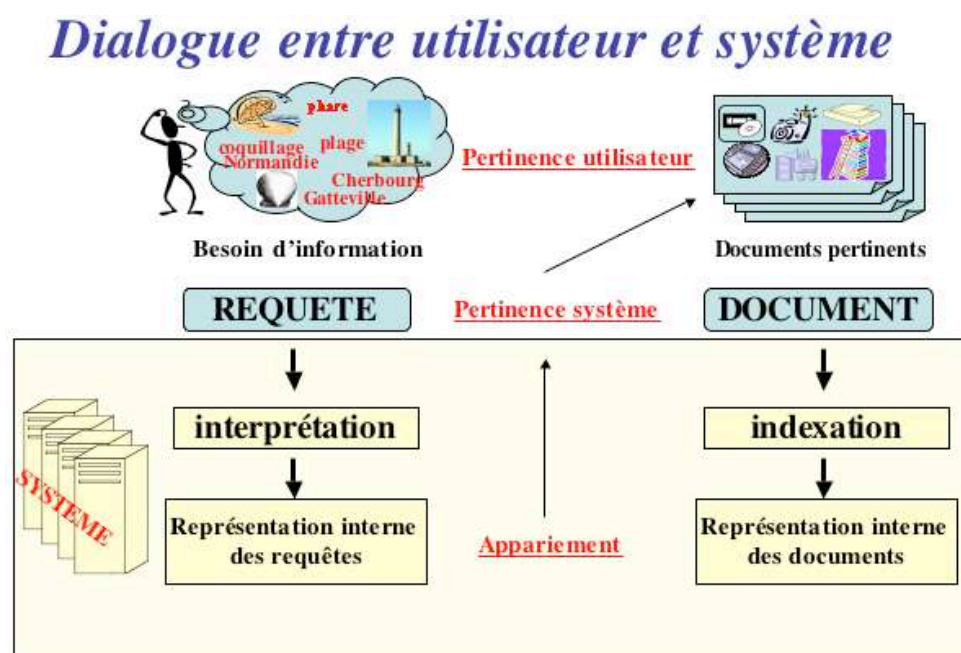 Dialogue entre utilisateur et système
phare
coquillage
plage
Normandie
Cherbourg
Gatteville
Pertinence utilisateur
Besoin d'information
Documents pertinents
REQUETE
Pertinence système
DOCUMENT
interprétation
indexation
SYSTEME
Représentation interne
des requêtes
Appariement
Représentation interne
des documents